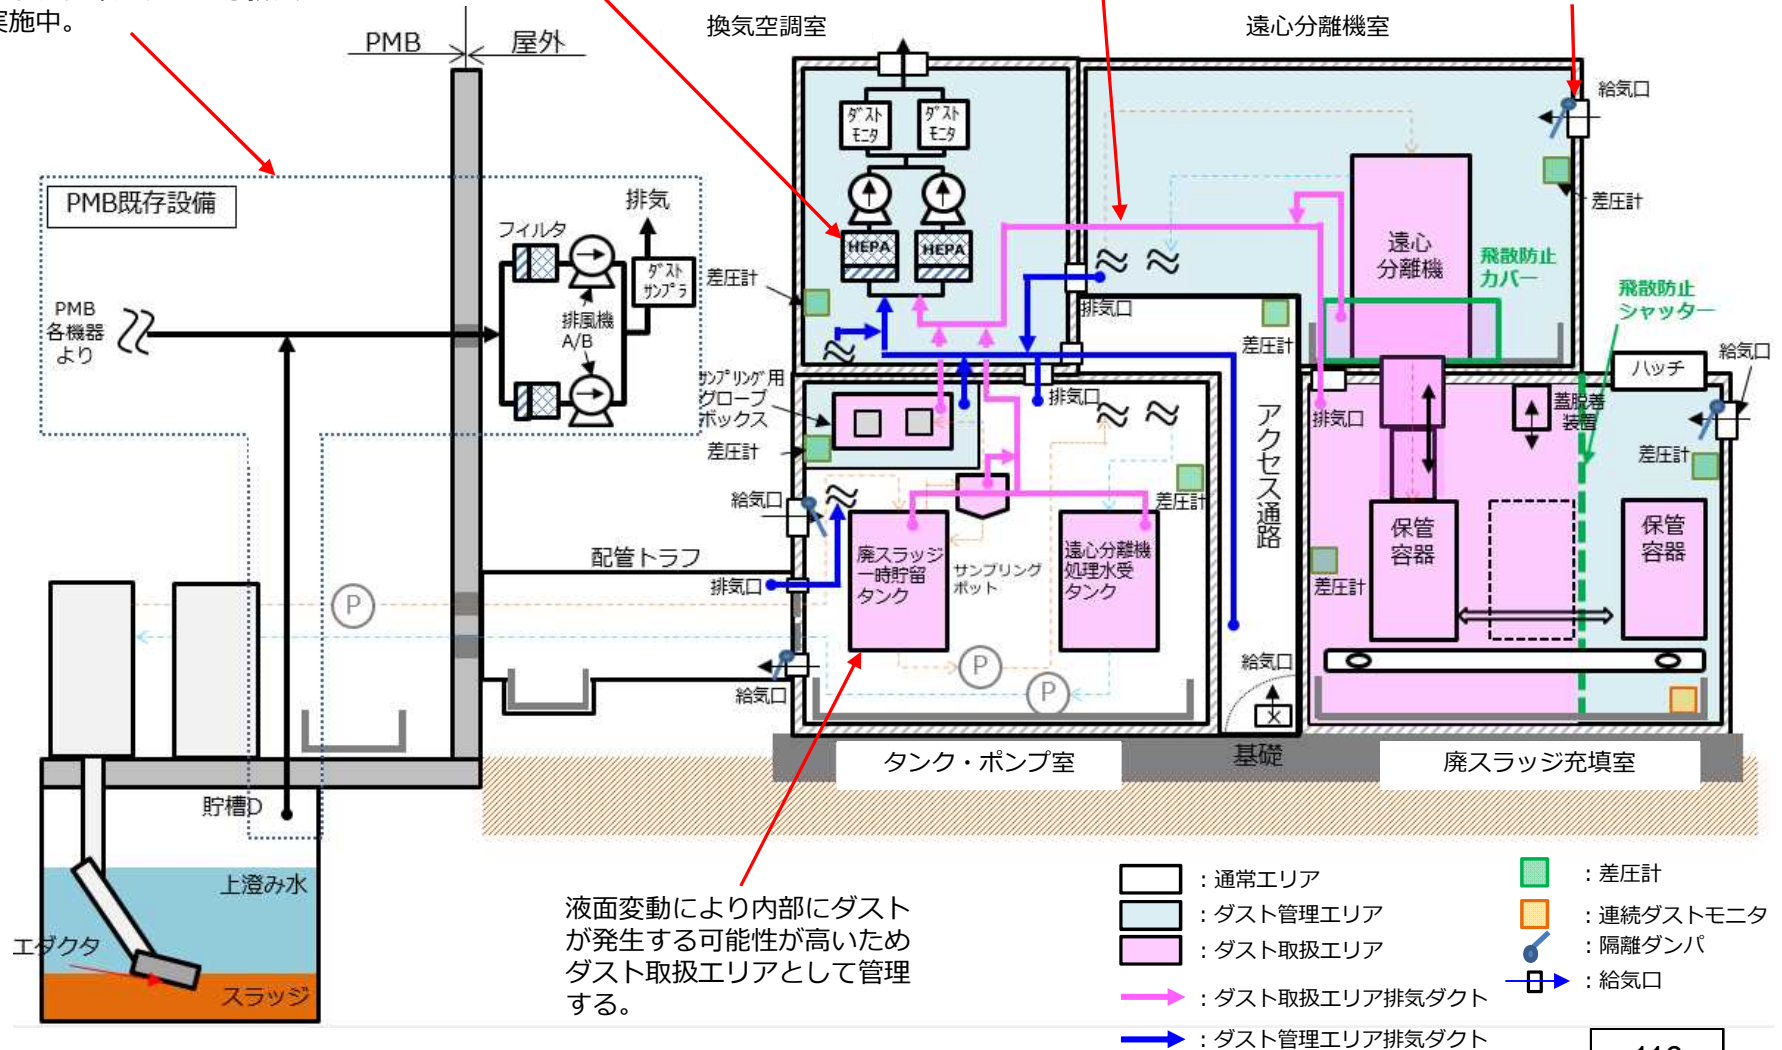 実施中。
PMB
屋外
換気空調室
遠心分離機室
PMB既存設備
フィルタ
排気
ﾀﾞｽﾄ
ｻﾝﾌﾟﾗ
排風機
A/B
PMB
各機器
より
ﾀﾞｽﾄ
ﾓﾆﾀ
ﾀﾞｽﾄ
ﾓﾆﾀ
HEPA
HEPA
差圧計
排気口
遠心
分離機
飛散防止
カバー
給気口
差圧計
飛散防止
シャッター
差圧計
ハッチ
給気口
ｻﾝﾌﾟﾘﾝｸﾞ用
グローブ
ボックス
差圧計
排気口
アクセス通路
排気口
蓋脱着
装置
差圧計
給気口
差圧計
廃スラッジ
一時貯留
タンク
サンプリング
ポット
遠心分離機
処理水受
タンク
保管
容器
保管
容器
差圧計
配管トラフ
排気口
P
P
P
給気口
給気口
タンク・ポンプ室
基礎
廃スラッジ充填室
貯槽D
上澄み水
エダクタ
スラッジ
液面変動により内部にダスト
が発生する可能性が高いため
ダスト取扱エリアとして管理
する。
：通常エリア
：ダスト管理エリア
：ダスト取扱エリア
：ダスト取扱エリア排気ダクト
：ダスト管理エリア排気ダクト
：差圧計
：連続ダストモニタ
：隔離ダンパ
：給気口